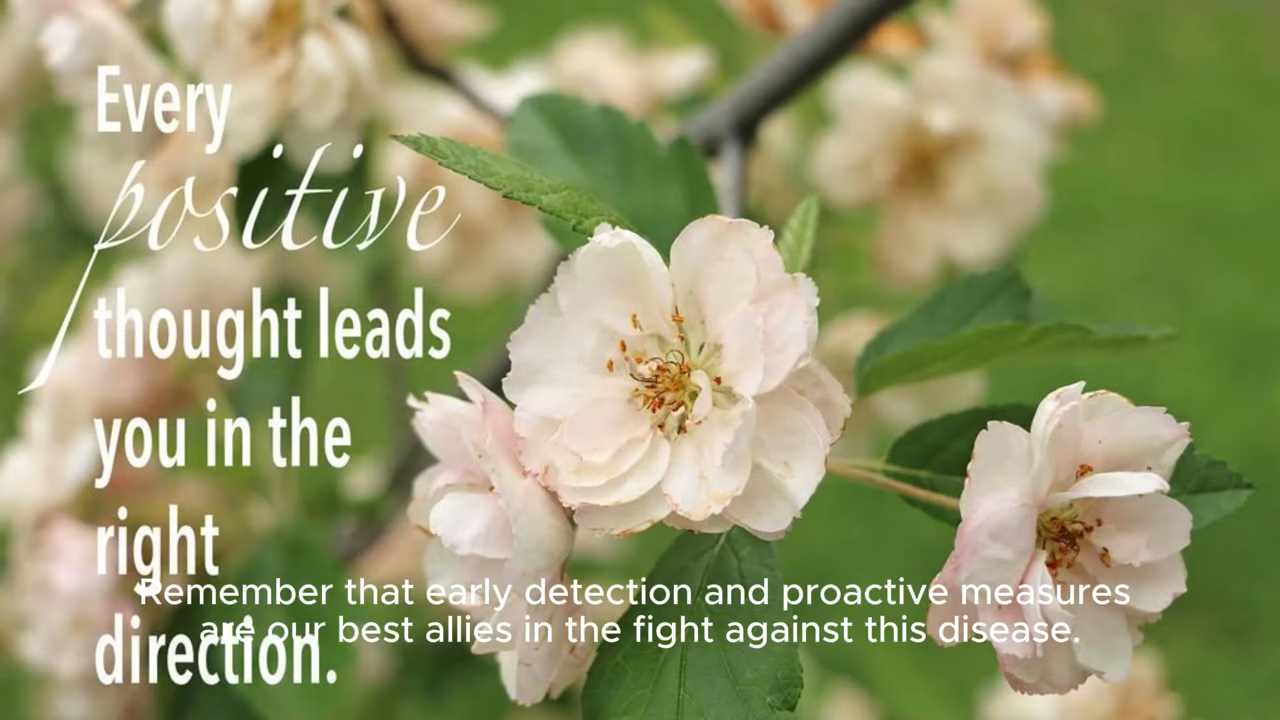 Every
positive
thought leads
you in the
right
direction.
Remember that early detection and proactive measures
are our best allies in the fight against this disease.